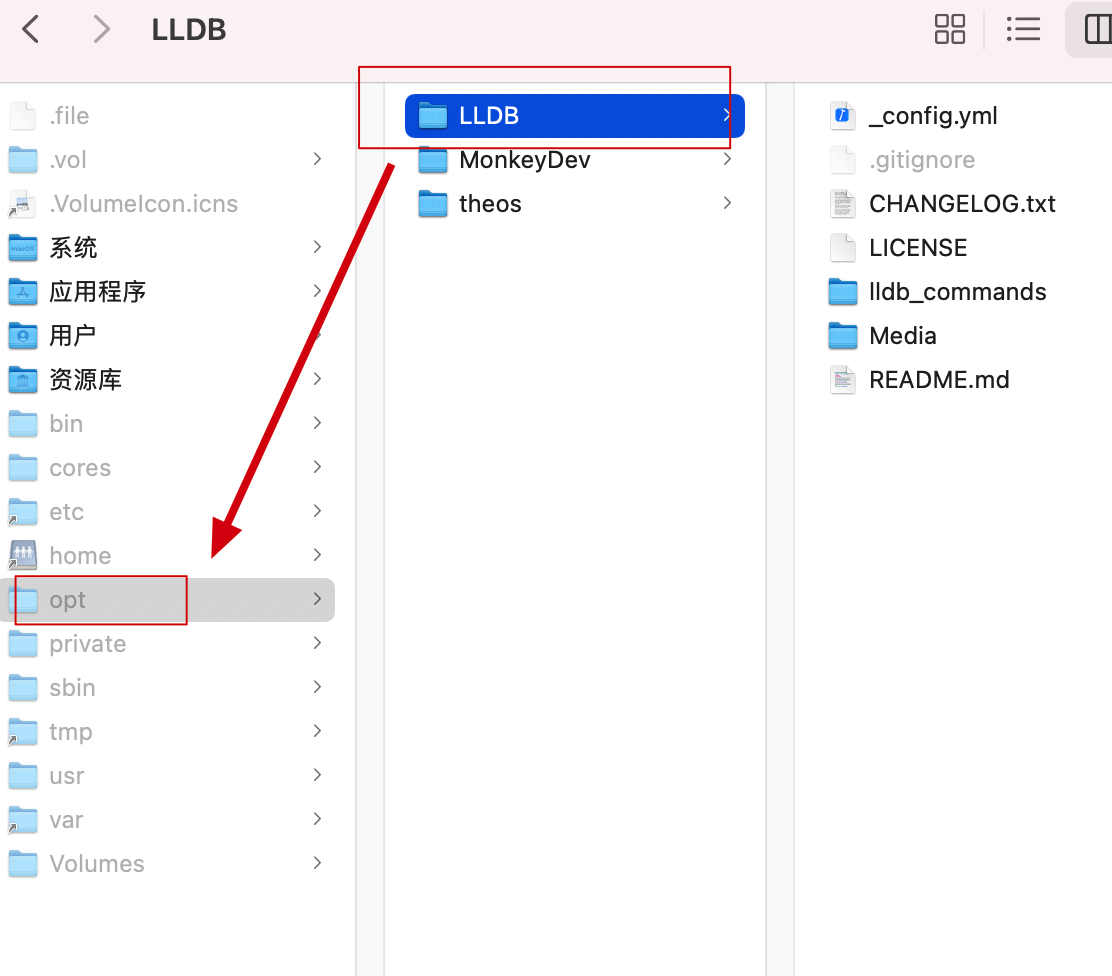 LLDB
.file
.vol
.VolumeIcon.icns
系统
应用程序
用户
资源库
bin
cores
etc
home
opt
private
sbin
tmp
usr
var
Volumes
LLDB
MonkeyDev
theos
_config.yml
.gitignore
CHANGELOG.txt
LICENSE
lldb_commands
Media
README.md